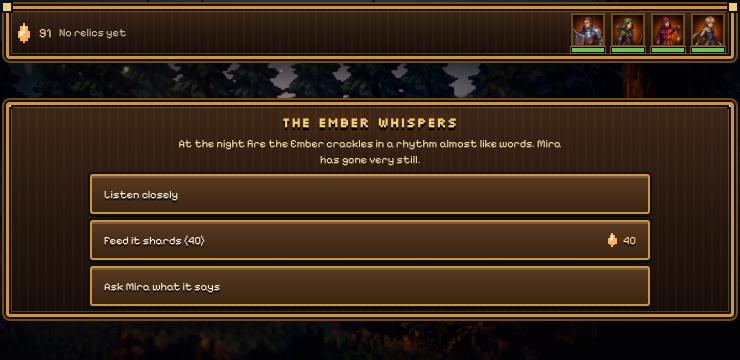 91 No relics yet
THE EMBER WHISPERS
At the night fire the Ember crackles in a rhythm almost like words. Mira
has gone very still.
Listen closely
Feed it shards (40) 40
Ask Mira what it says